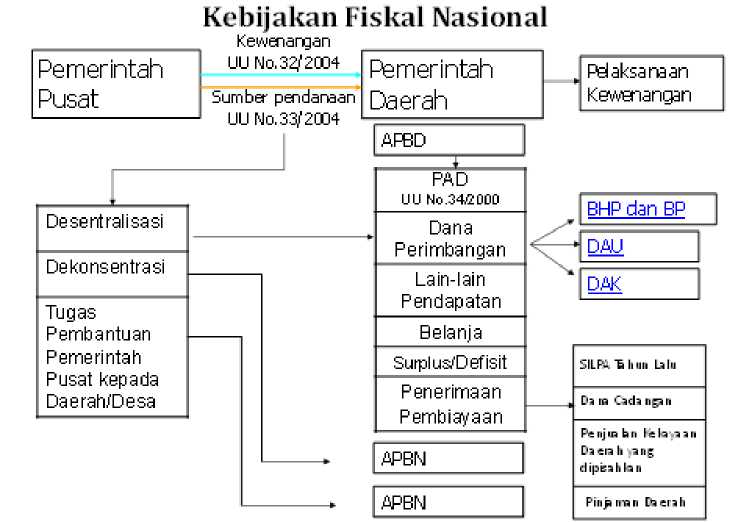 Kebijakan Fiskal Nasional
Kewenangan
UU No.32/2004
Pemerintah
Pusat
Pemerintah
Daerah
Pelaksanaan
Kewenangan
Sumber pendanaan
UU No.33/2004
APBD
PAD
UU No.34/2000
Desentralisasi
Dekonsentrasi
Tugas
Pembantuan
Pemerintah
Pusat kepada
Daerah/Desa
Dana
Perimbangan
Lain-lain
Pendapatan
Belanja
Surplus/Defisit
Penerimaan
Pembiayaan
BHP dan BP
DAU
DAK
SILPA Tahun Lalu
Dana Cadangan
Penjualan Kekayaan
Daerah yang
dipisahkan
Pinjaman Daerah
APBN
APBN